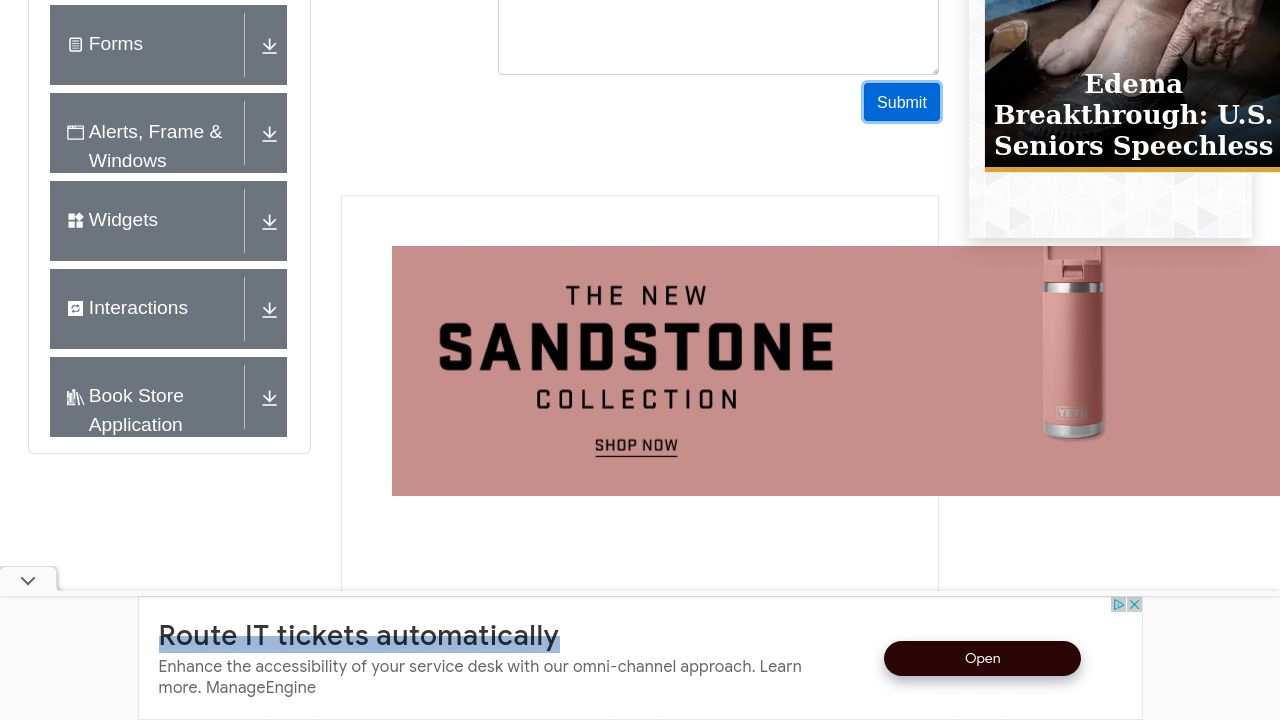 Forms
Alerts, Frame &
Windows
Widgets
Interactions
Book Store
Application
Submit
Edema
Breakthrough: U.S.
Seniors Speechless
THE NEW
SANDSTONE
COLLECTION
SHOP NOW
YETI
Route IT tickets automatically
Enhance the accessibility of your service desk with our omni-channel approach. Learn
more. ManageEngine
Open